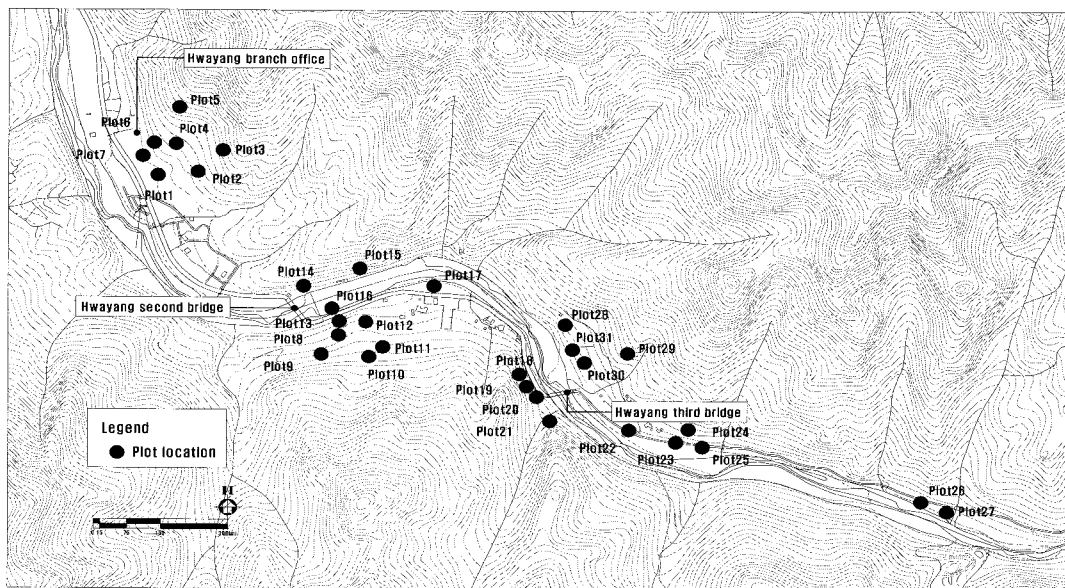 Hwayang branch office
Plot5
Plot6
Plot4
Plot7
Plot3
Plot1
Plot2
Plot15
Plot14
Plot17
Hwayang second bridge
Plot16
Plot13
Plot12
Plot8
Plot11
Plot9
Plot10
Plot28
Plot31
Plot29
Plot18
Plot30
Plot19
Plot20
Hwayang third bridge
Plot21
Plot22
Plot24
Plot23
Plot25
Legend
Plot location
Plot26
Plot27
N
0 15